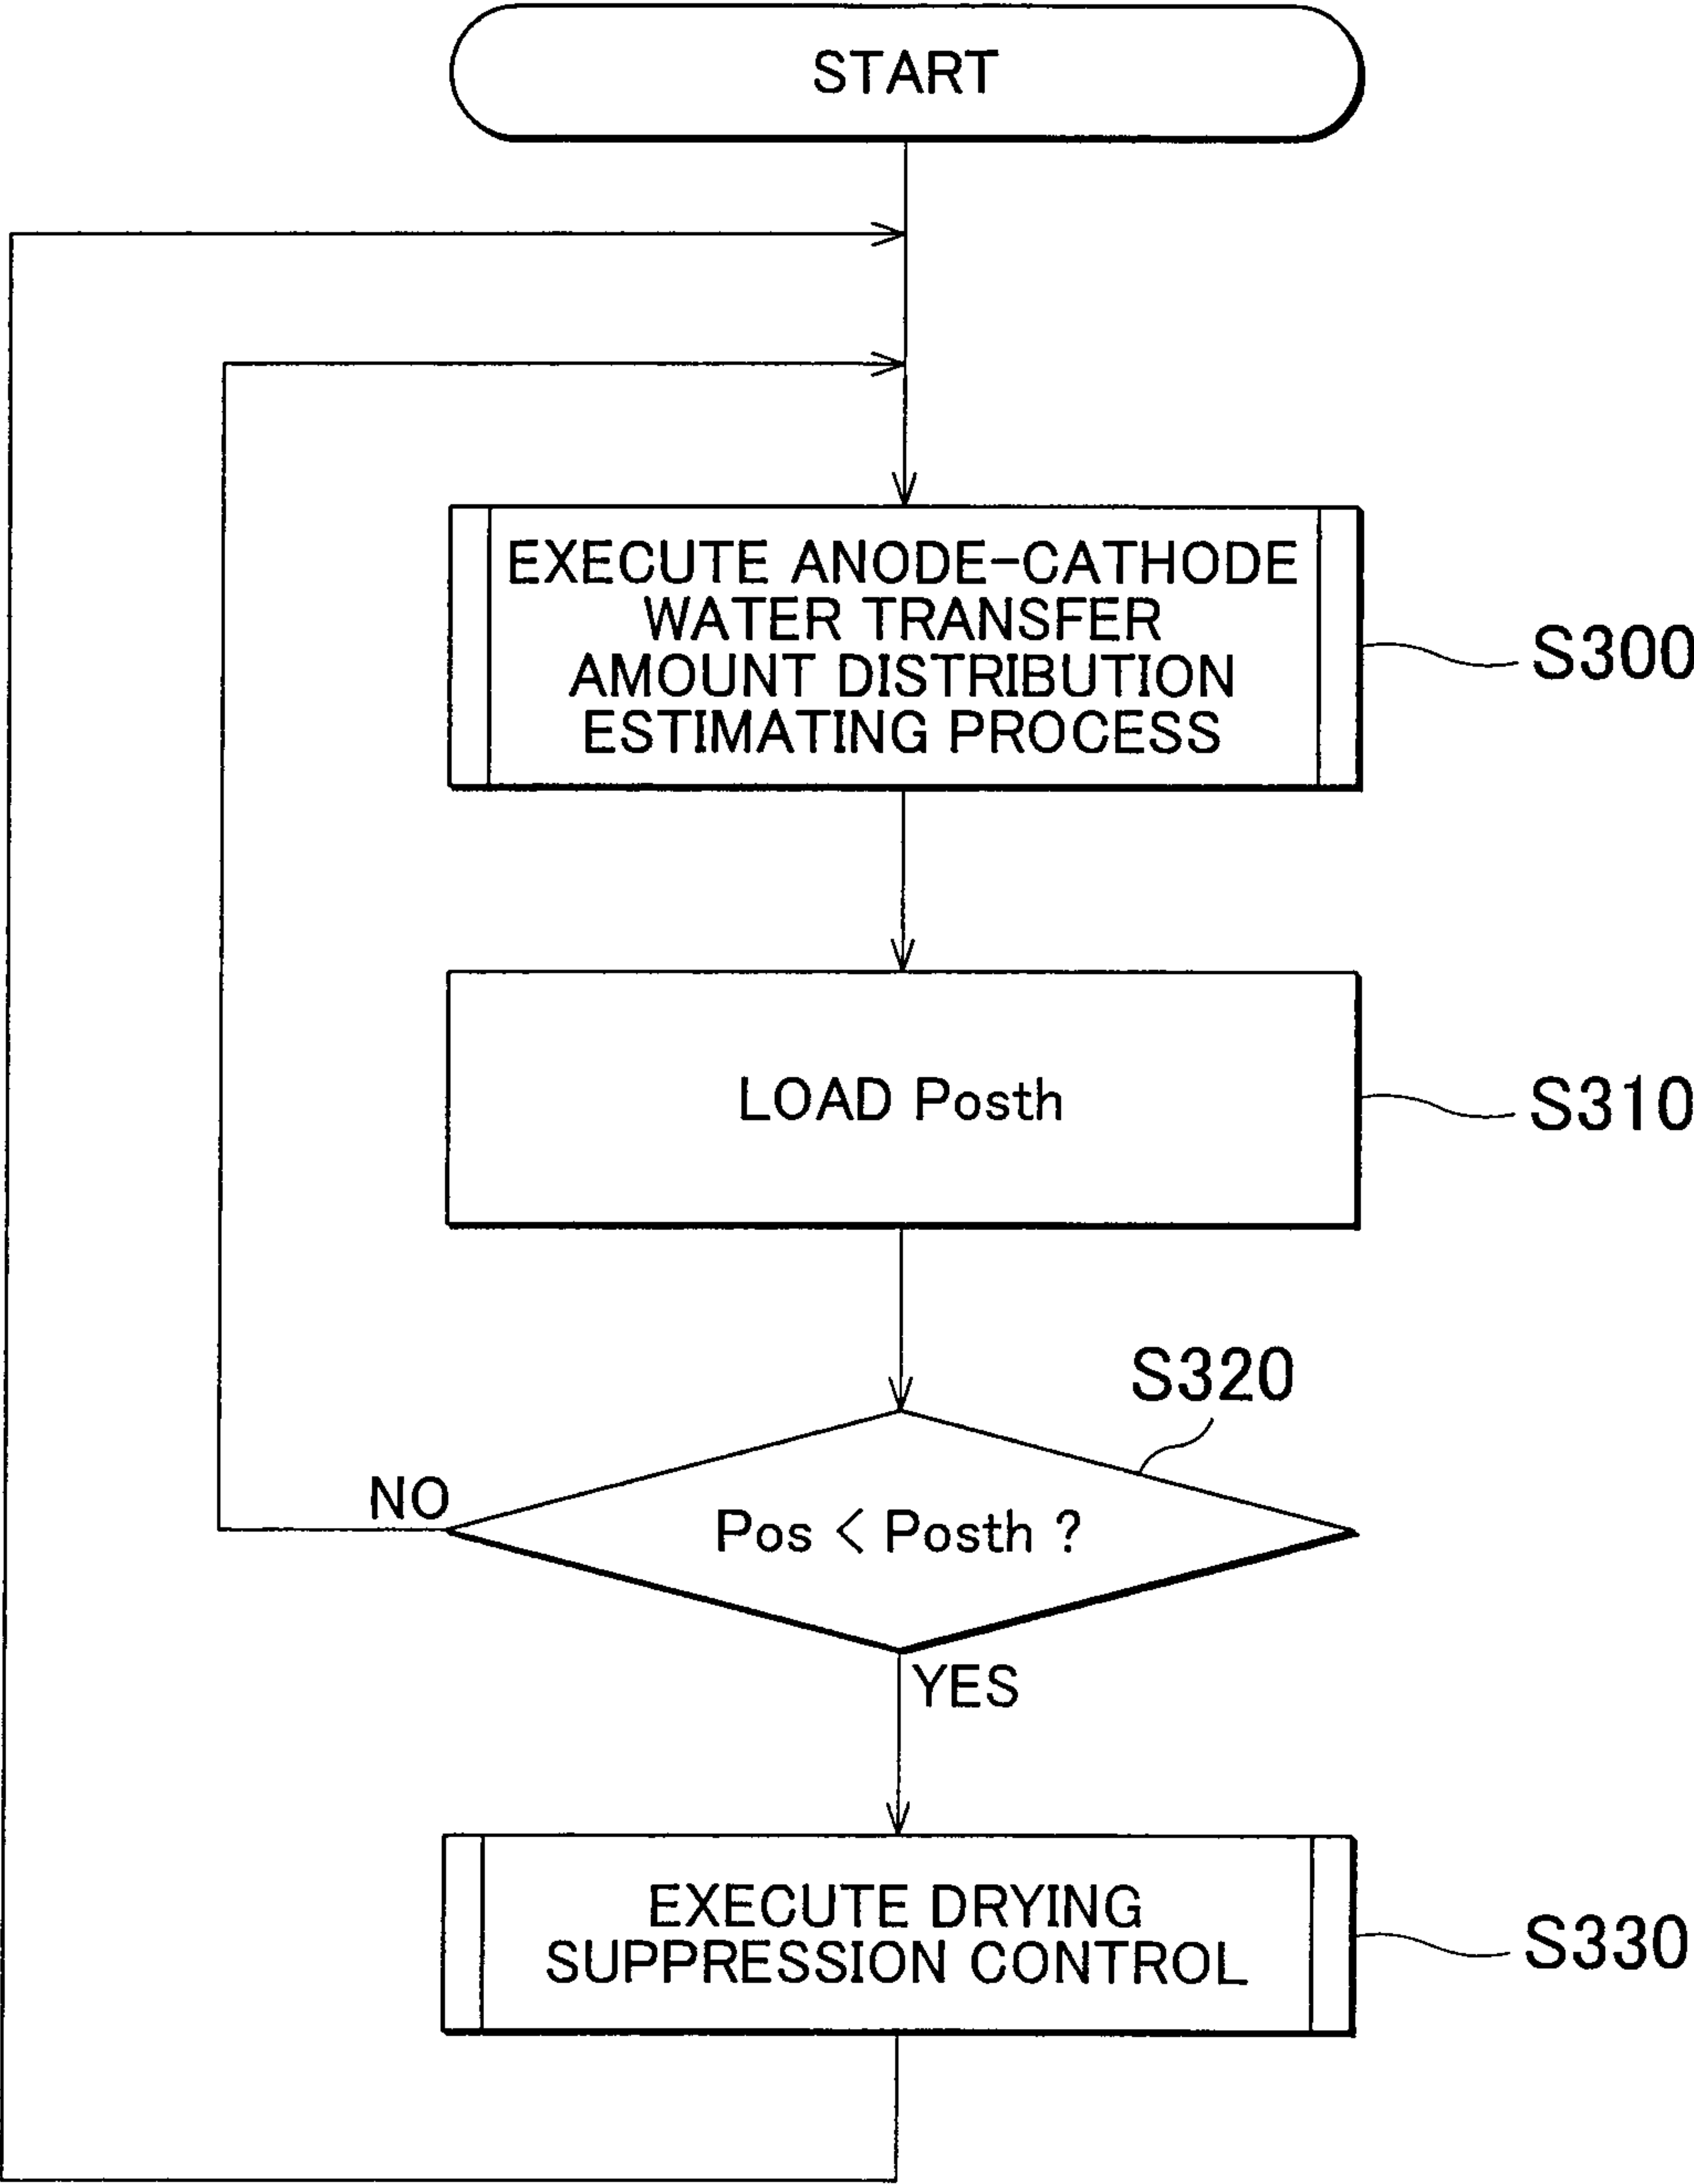 START
EXECUTE ANODE-CATHODE
WATER TRANSFER
AMOUNT DISTRIBUTION
ESTIMATING PROCESS
S300
LOAD Posth
S310
S320
NO
Pos < Posth ?
YES
EXECUTE DRYING
SUPPRESSION CONTROL
S330